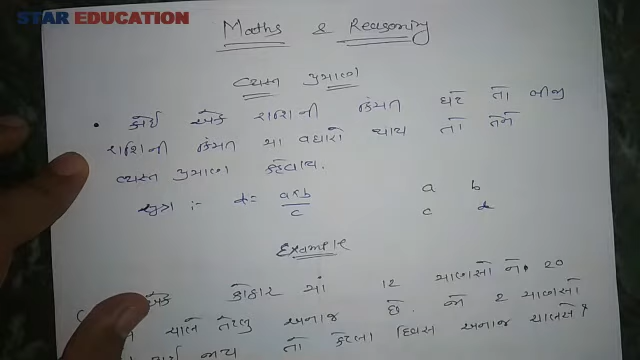 STAR EDUCATION
Maths & Reasoning
વ્યસ્ત પ્રમાણ
• કોઈ એક રાશિની કિંમત ઘટે તો બીજી
રાશિની કિંમત મા વધારો થાય તો તેને
વ્યસ્ત પ્રમાણ કહેવાય.
સુત્ર :- d = a×b / c a b
c d
Example
એક કોઠાર માં 12 માણસો ને 20
ચાલે તેટલુ અનાજ છે. જો 2 માણસો
જાય તો કેટલા દિવસ અનાજ ચાલશે ?